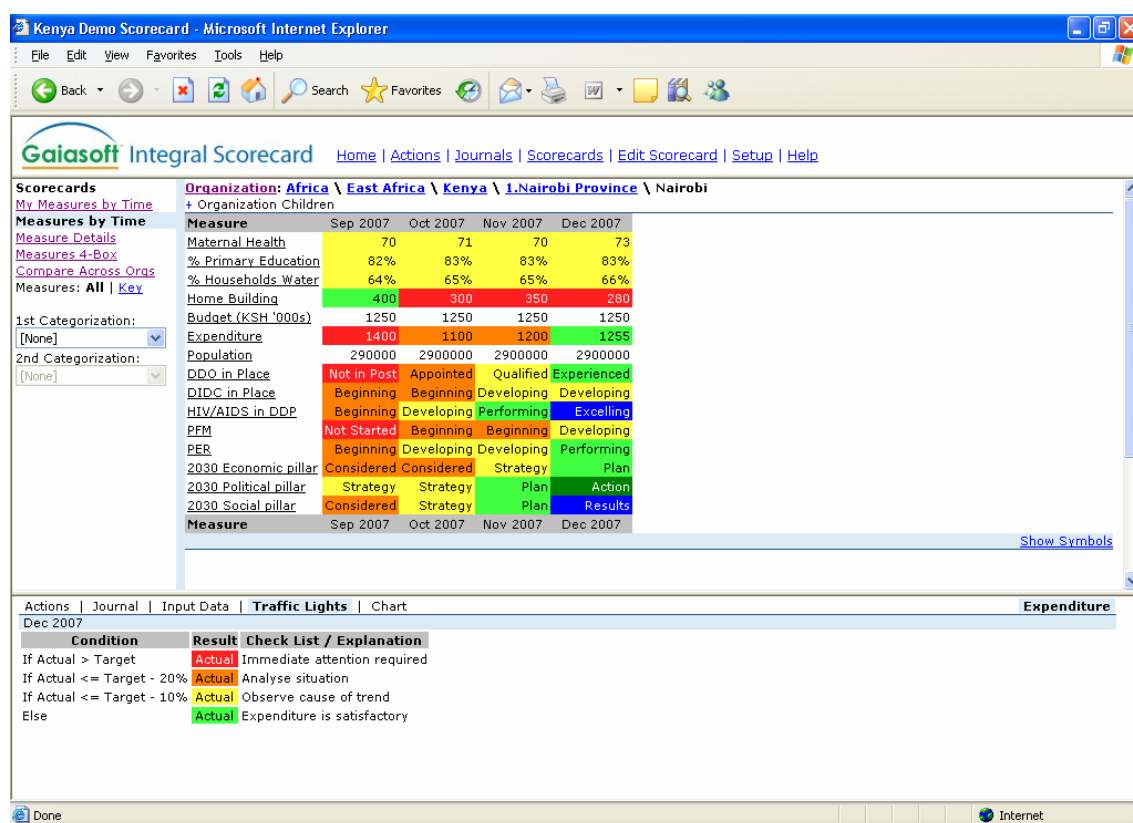 Kenya Demo Scorecard - Microsoft Internet Explorer
File Edit View Favorites Tools Help
Back Search Favorites
Gaiasoft Integral Scorecard Home | Actions | Journals | Scorecards | Edit Scorecard | Setup | Help
Scorecards
My Measures by Time
Measures by Time
Measure Details
Measures 4-Box
Compare Across Orgs
Measures: All | Key
1st Categorization:
[None]
2nd Categorization:
[None]
Organization: Africa \ East Africa \ Kenya \ 1.Nairobi Province \ Nairobi
+ Organization Children
Measure Sep 2007 Oct 2007 Nov 2007 Dec 2007
Maternal Health 70 71 70 73
% Primary Education 82% 83% 83% 83%
% Households Water 64% 65% 65% 66%
Home Building 400 300 350 280
Budget (KSH '000s) 1250 1250 1250 1250
Expenditure 1400 1100 1200 1255
Population 290000 2900000 2900000 2900000
DDO in Place Not in Post Appointed Qualified Experienced
DIDC in Place Beginning Beginning Developing Developing
HIV/AIDS in DDP Beginning Developing Performing Excelling
PFM Not Started Beginning Beginning Developing
PER Beginning Developing Developing Performing
2030 Economic pillar Considered Considered Strategy Plan
2030 Political pillar Strategy Strategy Plan Action
2030 Social pillar Considered Strategy Plan Results
Measure Sep 2007 Oct 2007 Nov 2007 Dec 2007
Show Symbols
Actions | Journal | Input Data | Traffic Lights | Chart Expenditure
Dec 2007
Condition Result Check List / Explanation
If Actual > Target Actual Immediate attention required
If Actual <= Target - 20% Actual Analyse situation
If Actual <= Target - 10% Actual Observe cause of trend
Else Actual Expenditure is satisfactory
Done Internet